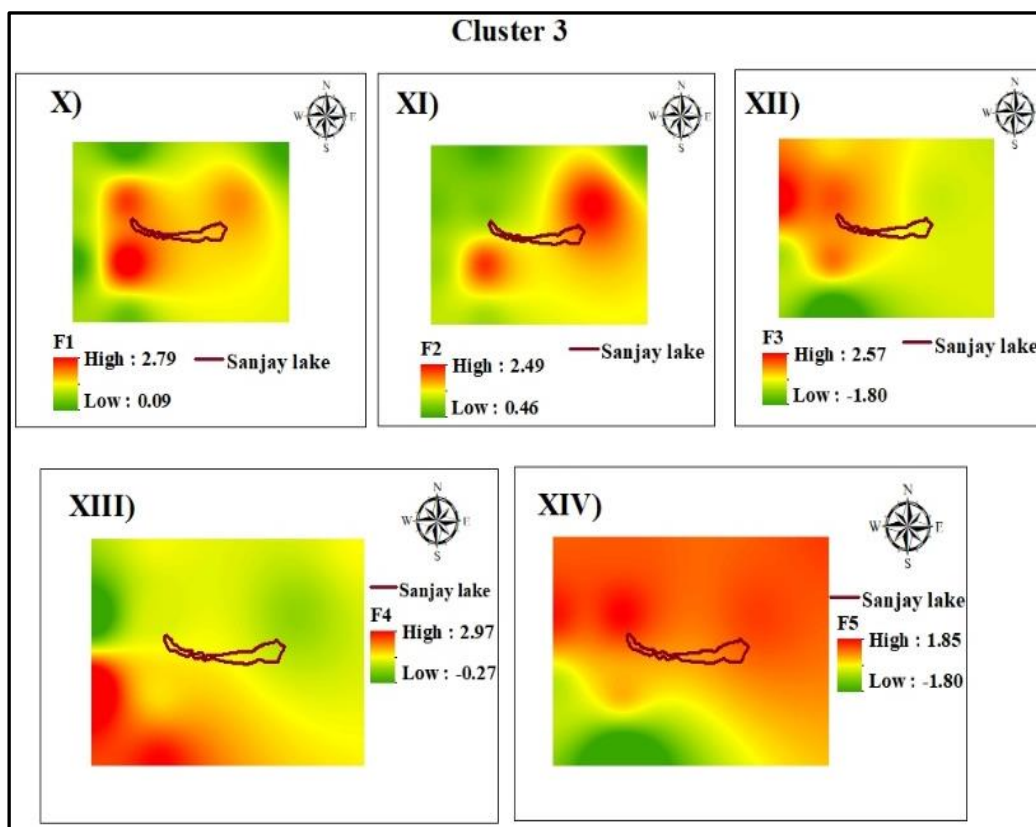 Cluster 3
X)
N
W E
S
F1
High : 2.79
Low : 0.09
Sanjay lake
XI)
N
W E
S
F2
High : 2.49
Low : 0.46
Sanjay lake
XII)
N
W E
S
F3
High : 2.57
Low : -1.80
Sanjay lake
XIII)
N
W E
S
Sanjay lake
F4
High : 2.97
Low : -0.27
XIV)
N
W E
S
Sanjay lake
F5
High : 1.85
Low : -1.80